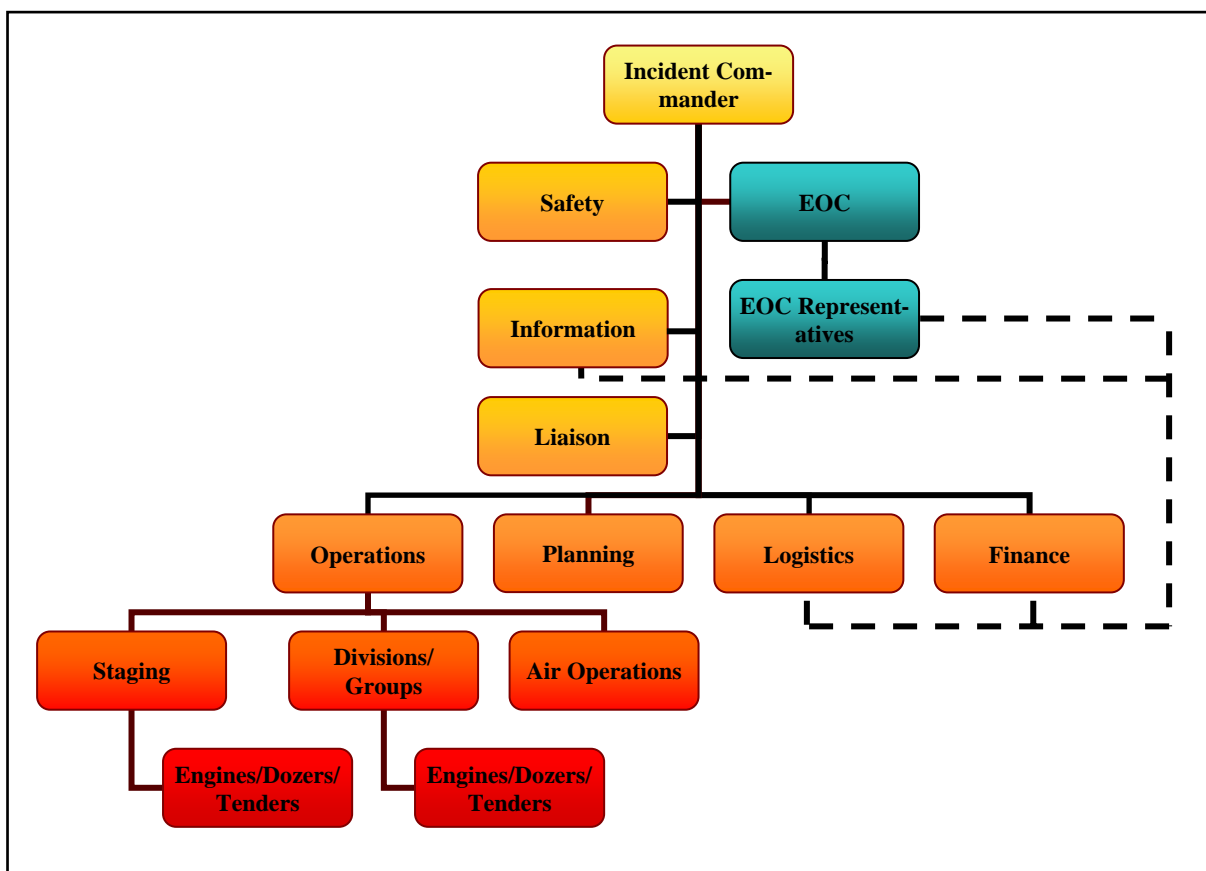 Incident Com-
mander
Safety
EOC
Information
EOC Represent-
atives
Liaison
Operations
Planning
Logistics
Finance
Staging
Divisions/
Groups
Air Operations
Engines/Dozers/
Tenders
Engines/Dozers/
Tenders